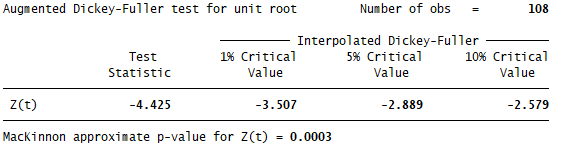 Augmented Dickey-Fuller test for unit root Number of obs = 108
Interpolated Dickey-Fuller
Test 1% Critical 5% Critical 10% Critical
Statistic Value Value Value
Z(t) -4.425 -3.507 -2.889 -2.579
MacKinnon approximate p-value for Z(t) = 0.0003